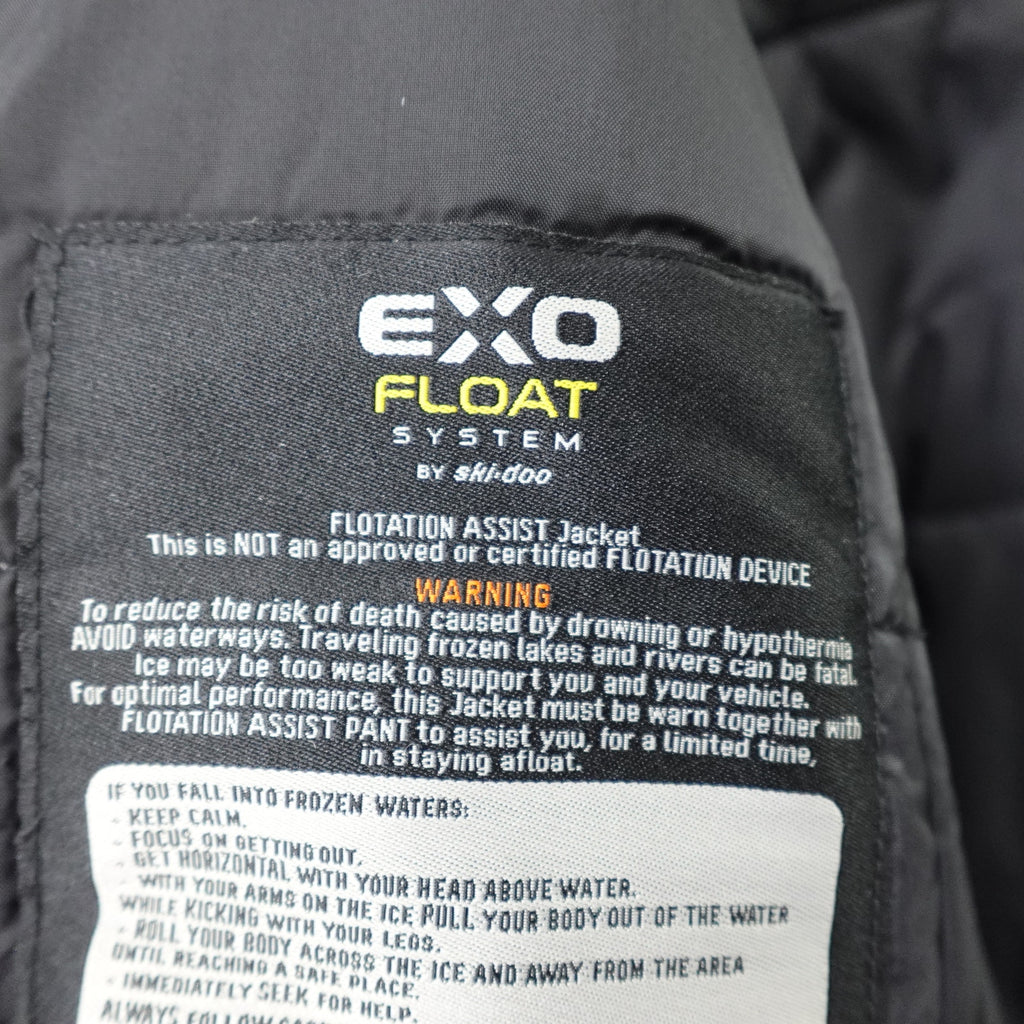 EXO
FLOAT
SYSTEM
BY ski-doo
FLOTATION ASSIST Jacket
This is NOT an approved or certified FLOTATION DEVICE
WARNING
To reduce the risk of death caused by drowning or hypothermia
AVOID waterways. Traveling frozen lakes and rivers can be fatal.
Ice may be too weak to support you and your vehicle.
For optimal performance, this Jacket must be warn together with
FLOTATION ASSIST PANT to assist you, for a limited time,
in staying afloat.
IF YOU FALL INTO FROZEN WATERS:
- KEEP CALM.
- FOCUS ON GETTING OUT.
- GET HORIZONTAL WITH YOUR HEAD ABOVE WATER.
- WITH YOUR ARMS ON THE ICE PULL YOUR BODY OUT OF THE WATER
WHILE KICKING WITH YOUR LEGS.
- ROLL YOUR BODY ACROSS THE ICE AND AWAY FROM THE AREA
UNTIL REACHING A SAFE PLACE.
- IMMEDIATELY SEEK FOR HELP.
ALWAYS FOLLOW